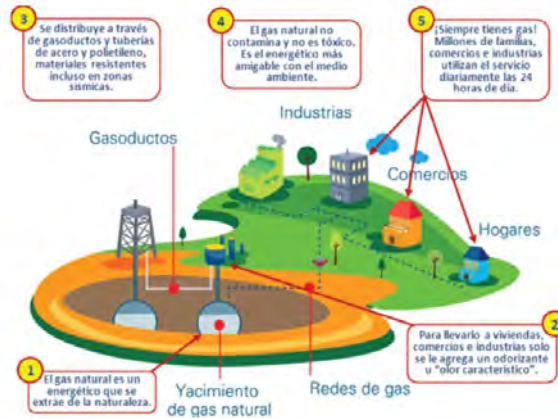 3
Se distribuye a través
de gasoductos y tuberías
de acero y polietileno,
materiales resistentes
incluso en zonas
sísmicas.
4
El gas natural no
contamina y no es tóxico.
Es el energético más
amigable con el medio
ambiente.
5
¡Siempre tienes gas!
Millones de familias,
comercios e industrias
utilizan el servicio
diariamente las 24
horas de día.
Industrias
Gasoductos
Comercios
Hogares
2
Para llevarlo a viviendas,
comercios e industrias solo
se le agrega un odorizante
u "olor característico".
1
El gas natural es un
energético que se
extrae de la naturaleza.
Yacimiento
de gas natural
Redes de gas